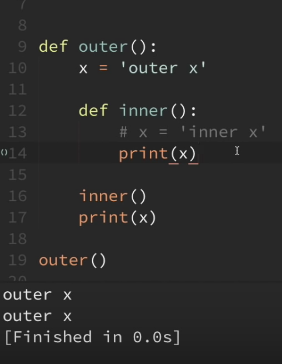 7
8
9 def outer():
10     x = 'outer x'
11
12     def inner():
13         # x = 'inner x'
14         print(x)
15
16     inner()
17     print(x)
18
19 outer()
20
outer x
outer x
[Finished in 0.0s]